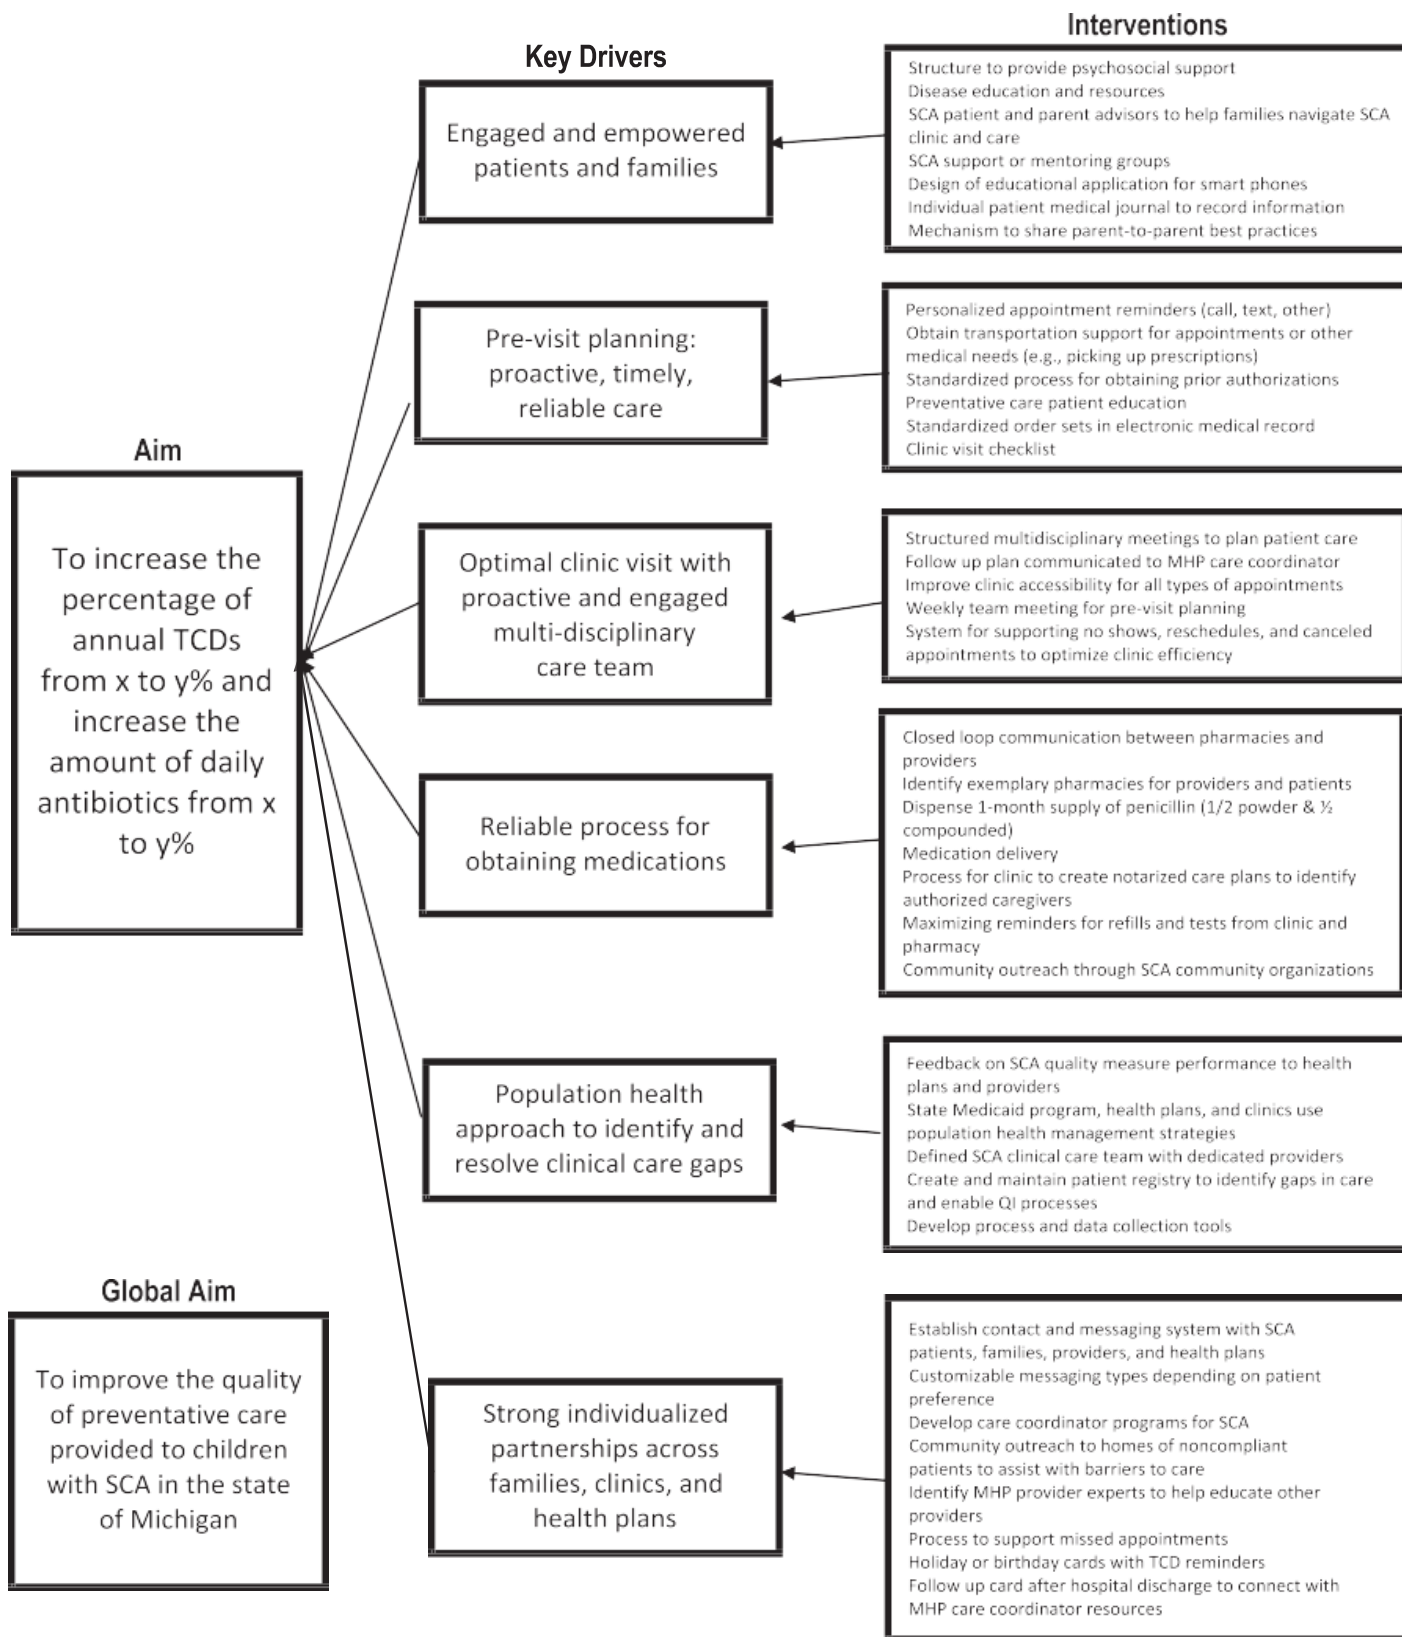 Interventions
Key Drivers
Structure to provide psychosocial support
Disease education and resources
SCA patient and parent advisors to help families navigate SCA
clinic and care
SCA support or mentoring groups
Design of educational application for smart phones
Individual patient medical journal to record information
Mechanism to share parent-to-parent best practices
Engaged and empowered
patients and families
Personalized appointment reminders (call, text, other)
Obtain transportation support for appointments or other
medical needs (e.g., picking up prescriptions)
Standardized process for obtaining prior authorizations
Preventative care patient education
Standardized order sets in electronic medical record
Clinic visit checklist
Pre-visit planning:
proactive, timely,
reliable care
Aim
To increase the
percentage of
annual TCDs
from x to y% and
increase the
amount of daily
antibiotics from x
to y%
Optimal clinic visit with
proactive and engaged
multi-disciplinary
care team
Structured multidisciplinary meetings to plan patient care
Follow up plan communicated to MHP care coordinator
Improve clinic accessibility for all types of appointments
Weekly team meeting for pre-visit planning
System for supporting no shows, reschedules, and canceled
appointments to optimize clinic efficiency
Reliable process for
obtaining medications
Closed loop communication between pharmacies and
providers
Identify exemplary pharmacies for providers and patients
Dispense 1-month supply of penicillin (1/2 powder & ½
compounded)
Medication delivery
Process for clinic to create notarized care plans to identify
authorized caregivers
Maximizing reminders for refills and tests from clinic and
pharmacy
Community outreach through SCA community organizations
Population health
approach to identify and
resolve clinical care gaps
Feedback on SCA quality measure performance to health
plans and providers
State Medicaid program, health plans, and clinics use
population health management strategies
Defined SCA clinical care team with dedicated providers
Create and maintain patient registry to identify gaps in care
and enable QI processes
Develop process and data collection tools
Global Aim
To improve the quality
of preventative care
provided to children
with SCA in the state
of Michigan
Strong individualized
partnerships across
families, clinics, and
health plans
Establish contact and messaging system with SCA
patients, families, providers, and health plans
Customizable messaging types depending on patient
preference
Develop care coordinator programs for SCA
Community outreach to homes of noncompliant
patients to assist with barriers to care
Identify MHP provider experts to help educate other
providers
Process to support missed appointments
Holiday or birthday cards with TCD reminders
Follow up card after hospital discharge to connect with
MHP care coordinator resources